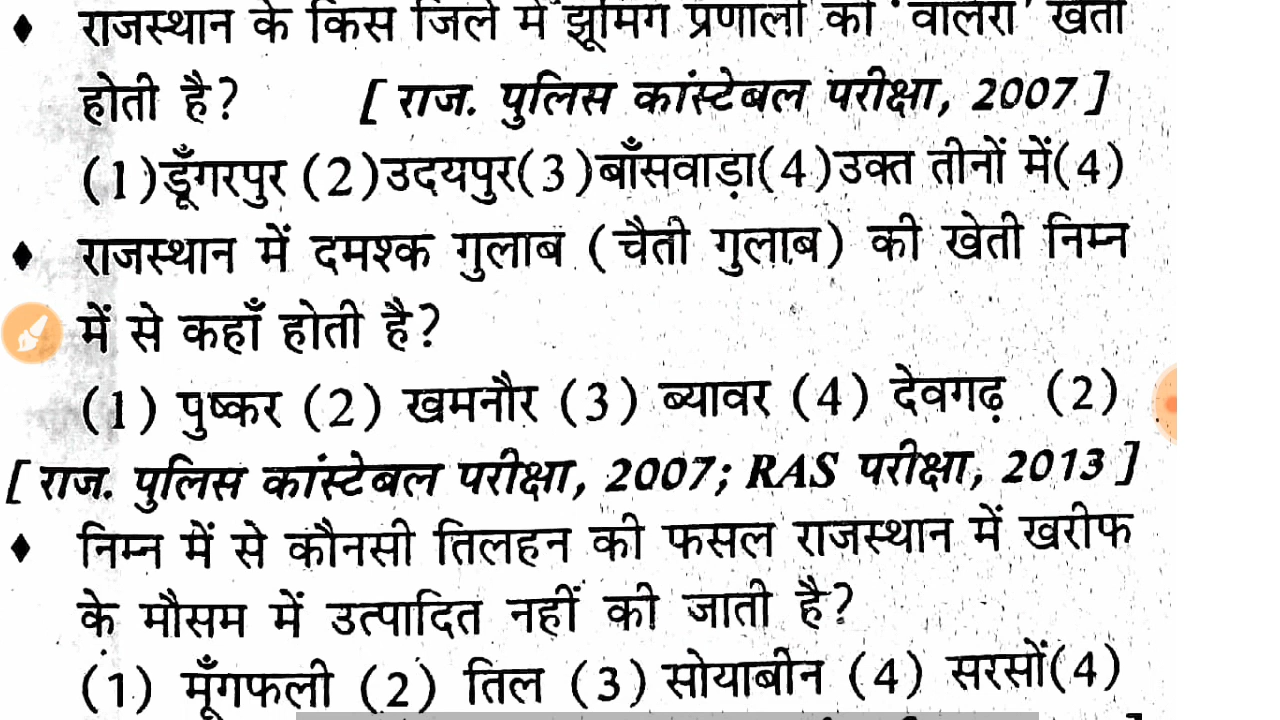 ♦ राजस्थान के किस जिले में झूमिंग प्रणाली की 'वालरा' खेती
होती है? [ राज. पुलिस कांस्टेबल परीक्षा, 2007 ]
(1)डूँगरपुर (2)उदयपुर(3)बाँसवाड़ा(4)उक्त तीनों में(4)
♦ राजस्थान में दमश्क गुलाब (चैती गुलाब) की खेती निम्न
में से कहाँ होती है?
(1) पुष्कर (2) खमनौर (3) ब्यावर (4) देवगढ़ (2)
[ राज. पुलिस कांस्टेबल परीक्षा, 2007; RAS परीक्षा, 2013 ]
♦ निम्न में से कौनसी तिलहन की फसल राजस्थान में खरीफ
के मौसम में उत्पादित नहीं की जाती है?
(1) मूँगफली (2) तिल (3) सोयाबीन (4) सरसों(4)